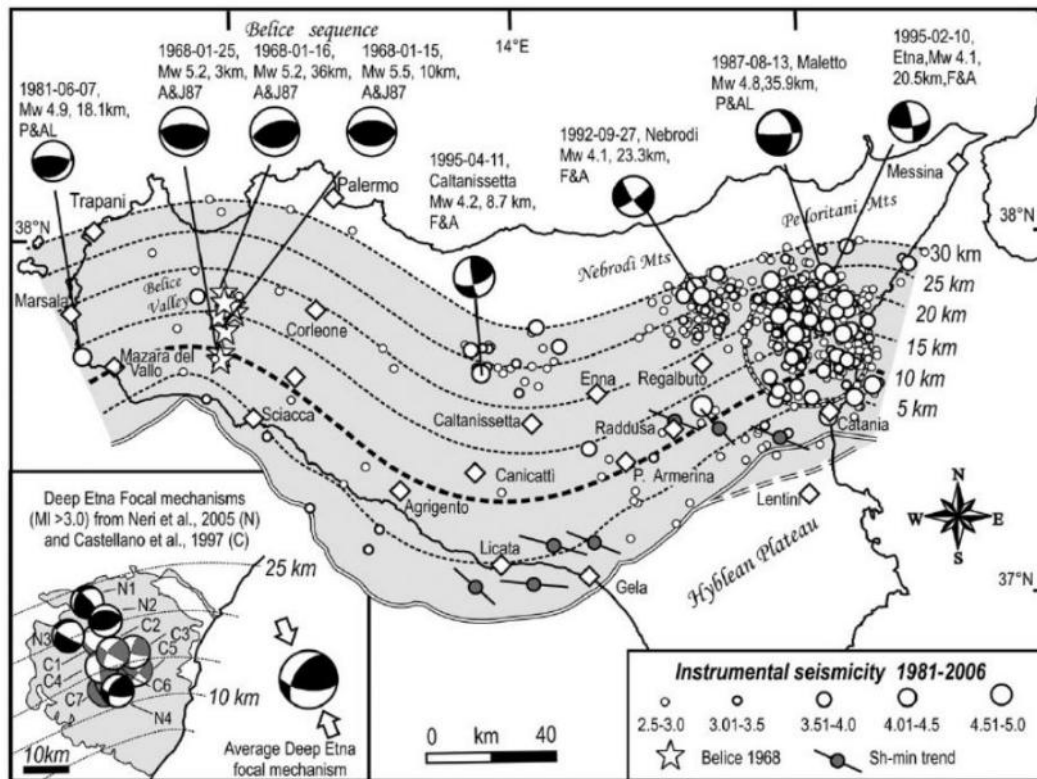 Belice sequence
14°E
1968-01-25,
Mw 5.2, 3km,
A&J87
1968-01-16,
Mw 5.2, 36km,
A&J87
1968-01-15,
Mw 5.5, 10km,
A&J87
1995-02-10,
Etna,Mw 4.1,
20.5km,F&A
1987-08-13, Maletto
Mw 4.8,35.9km,
P&AL
1981-06-07,
Mw 4.9, 18.1km,
P&AL
1992-09-27, Nebrodi
Mw 4.1, 23.3km,
F&A
1995-04-11,
Caltanissetta
Mw 4.2, 8.7 km,
F&A
Messina
Palermo
Trapani
Peloritani Mts
38°N
38°N
Nebrodi Mts
30 km
25 km
20 km
15 km
10 km
5 km
Marsala
Belice
Valley
Corleone
Mazara del
Vallo
Enna
Regalbuto
Sciacca
Caltanissetta
Raddusa
Catania
Canicattì
P. Armerina
Agrigento
Lentini
Licata
Gela
Hyblean Plateau
N
W
E
S
37°N
Deep Etna Focal mechanisms
(Ml >3.0) from Neri et al., 2005 (N)
and Castellano et al., 1997 (C)
25 km
N1
N2
C2
N3
C3
C5
C1
C4
C6
C7
N4
10 km
10km
Average Deep Etna
focal mechanism
0 km 40
Instrumental seismicity 1981-2006
2.5-3.0 3.01-3.5 3.51-4.0 4.01-4.5 4.51-5.0
Belice 1968
Sh-min trend